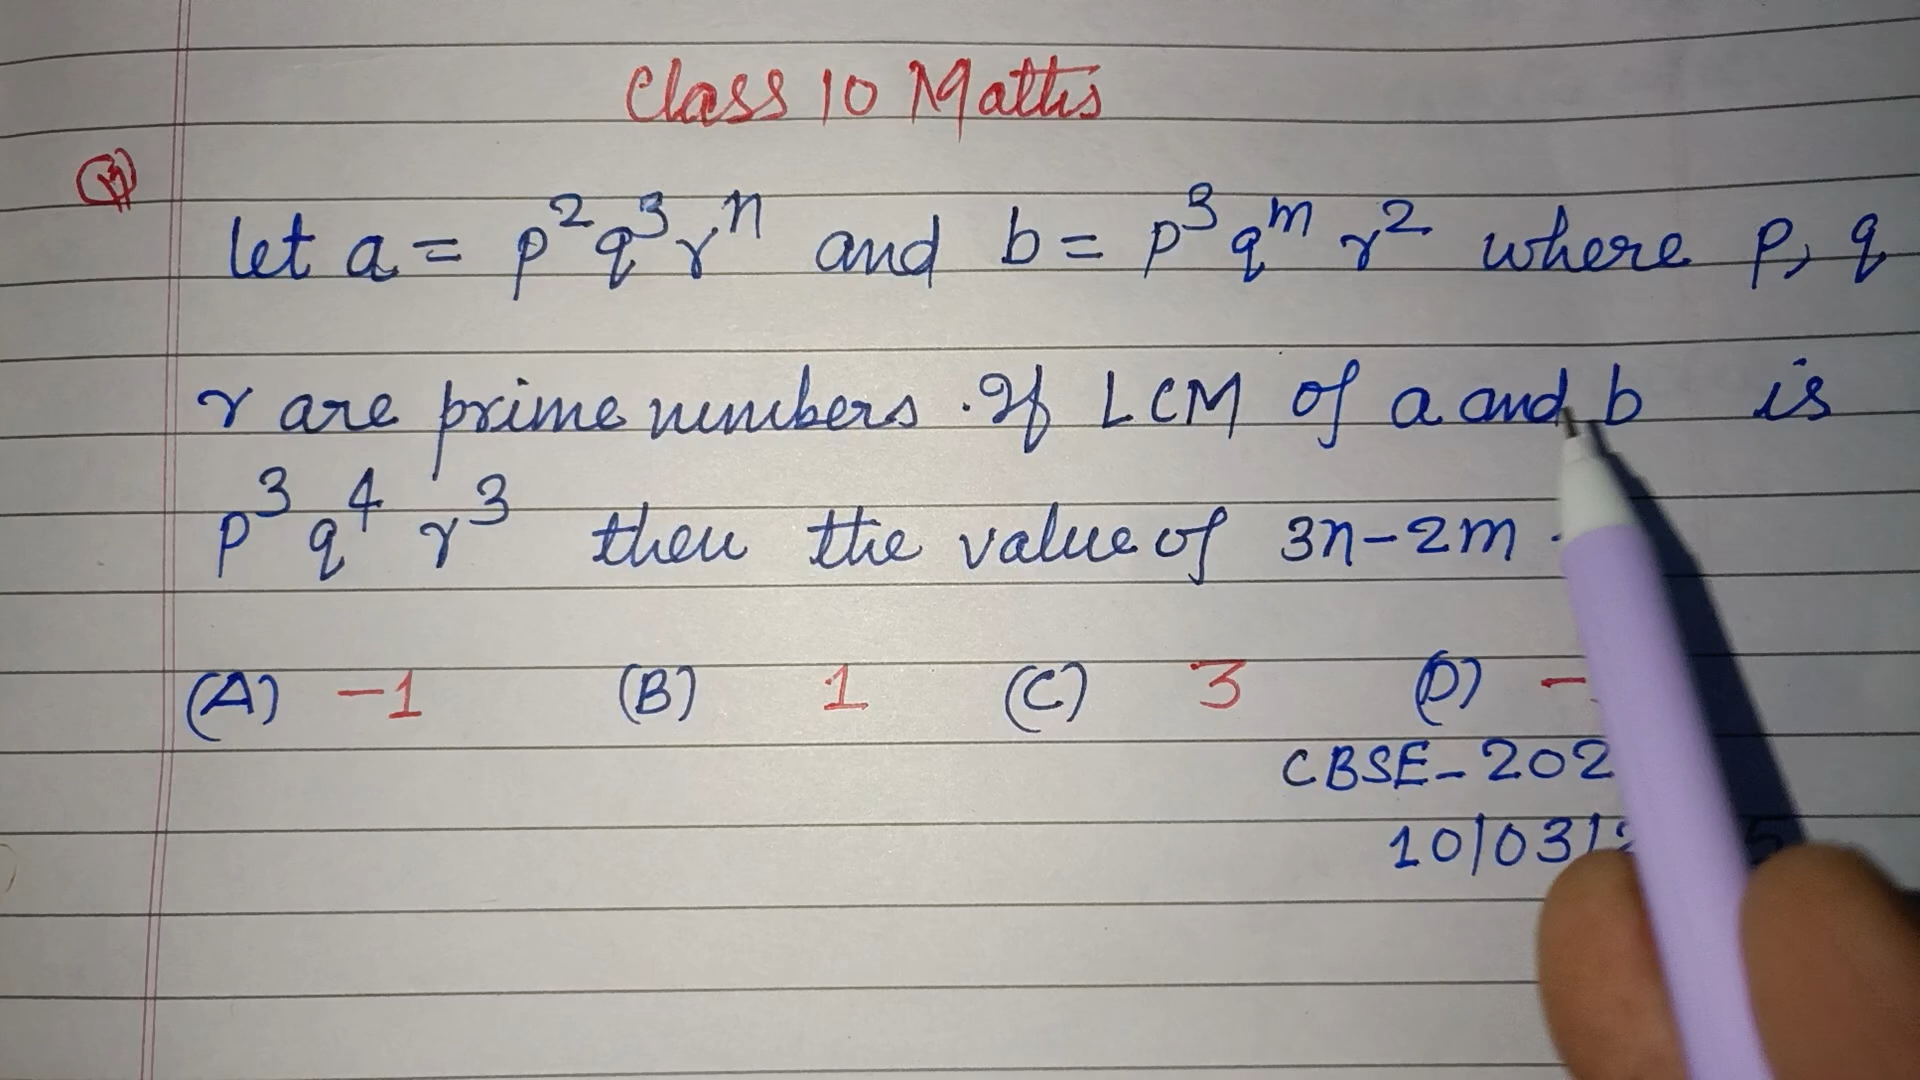 Class 10 Maths
let a = p²q³rⁿ and b = p³qᵐr² where p, q
r are prime numbers. If LCM of a and b is
p³q⁴r³ then the value of 3n-2m.
(A) -1 (B) 1 (C) 3 (D) -
CBSE-202
10/03/